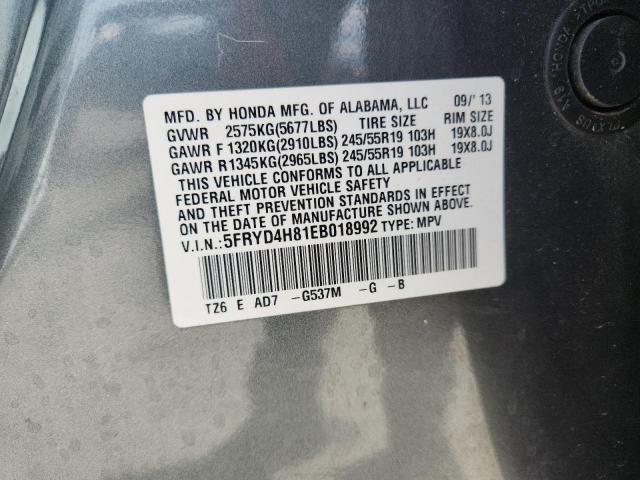 MFD. BY HONDA MFG. OF ALABAMA, LLC 09/'13
GVWR 2575KG(5677LBS) TIRE SIZE RIM SIZE
GAWR F 1320KG(2910LBS) 245/55R19 103H 19X8.0J
GAWR R1345KG(2965LBS) 245/55R19 103H 19X8.0J
THIS VEHICLE CONFORMS TO ALL APPLICABLE
FEDERAL MOTOR VEHICLE SAFETY
AND THEFT PREVENTION STANDARDS IN EFFECT
ON THE DATE OF MANUFACTURE SHOWN ABOVE.
V.I.N.:5FRYD4H81EB018992 TYPE: MPV
TZ6 E AD7 -G537M -G -B
HONDA